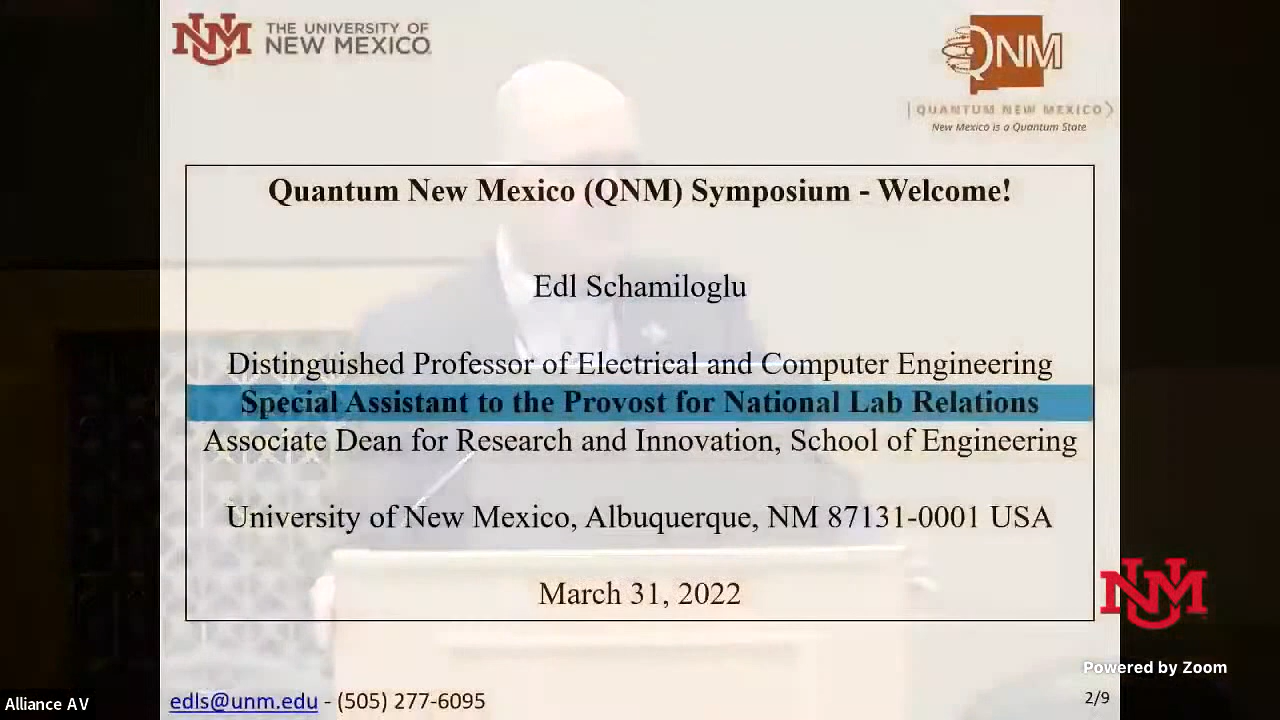 UNM
THE UNIVERSITY OF
NEW MEXICO
QNM
|QUANTUM NEW MEXICO⟩
New Mexico is a Quantum State
Quantum New Mexico (QNM) Symposium - Welcome!
Edl Schamiloglu
Distinguished Professor of Electrical and Computer Engineering
Special Assistant to the Provost for National Lab Relations
Associate Dean for Research and Innovation, School of Engineering
University of New Mexico, Albuquerque, NM 87131-0001 USA
March 31, 2022
UNM
Powered by Zoom
Alliance AV
edls@unm.edu - (505) 277-6095
2/9